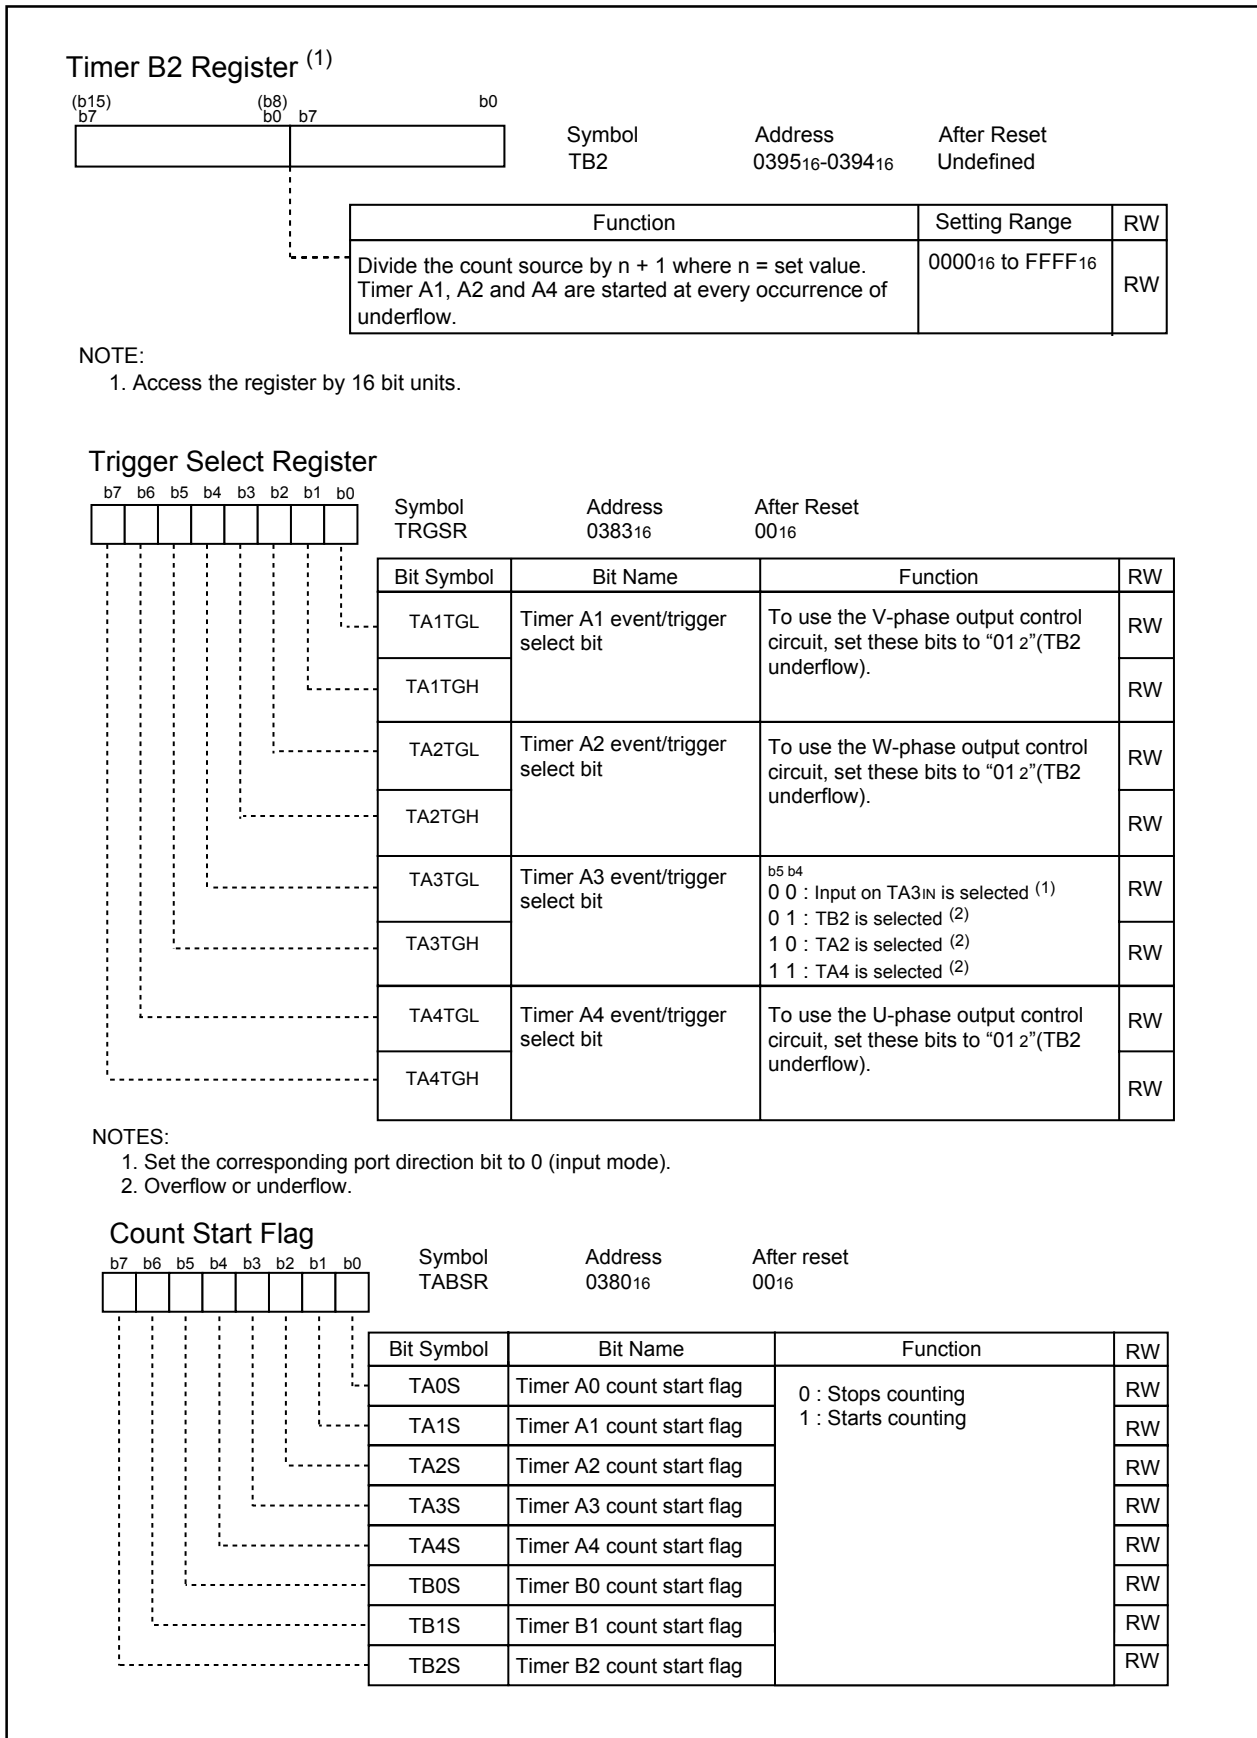 Timer B2 Register (1)
(b15) (b8) b0
b7 b0 b7
Symbol Address After Reset
TB2 039516-039416 Undefined
Function Setting Range RW
Divide the count source by n + 1 where n = set value. 000016 to FFFF16 RW
Timer A1, A2 and A4 are started at every occurrence of
underflow.
NOTE:
1. Access the register by 16 bit units.
Trigger Select Register
b7 b6 b5 b4 b3 b2 b1 b0
Symbol Address After Reset
TRGSR 038316 0016
Bit Symbol Bit Name Function RW
TA1TGL Timer A1 event/trigger To use the V-phase output control RW
select bit circuit, set these bits to “01 2”(TB2
underflow).
TA1TGH RW
TA2TGL Timer A2 event/trigger To use the W-phase output control RW
select bit circuit, set these bits to “01 2”(TB2
underflow).
TA2TGH RW
TA3TGL Timer A3 event/trigger b5 b4 RW
select bit 0 0 : Input on TA3IN is selected (1)
0 1 : TB2 is selected (2)
TA3TGH 1 0 : TA2 is selected (2) RW
1 1 : TA4 is selected (2)
TA4TGL Timer A4 event/trigger To use the U-phase output control RW
select bit circuit, set these bits to “01 2”(TB2
underflow).
TA4TGH RW
NOTES:
1. Set the corresponding port direction bit to 0 (input mode).
2. Overflow or underflow.
Count Start Flag
b7 b6 b5 b4 b3 b2 b1 b0
Symbol Address After reset
TABSR 038016 0016
Bit Symbol Bit Name Function RW
TA0S Timer A0 count start flag 0 : Stops counting RW
TA1S Timer A1 count start flag 1 : Starts counting RW
TA2S Timer A2 count start flag RW
TA3S Timer A3 count start flag RW
TA4S Timer A4 count start flag RW
TB0S Timer B0 count start flag RW
TB1S Timer B1 count start flag RW
TB2S Timer B2 count start flag RW